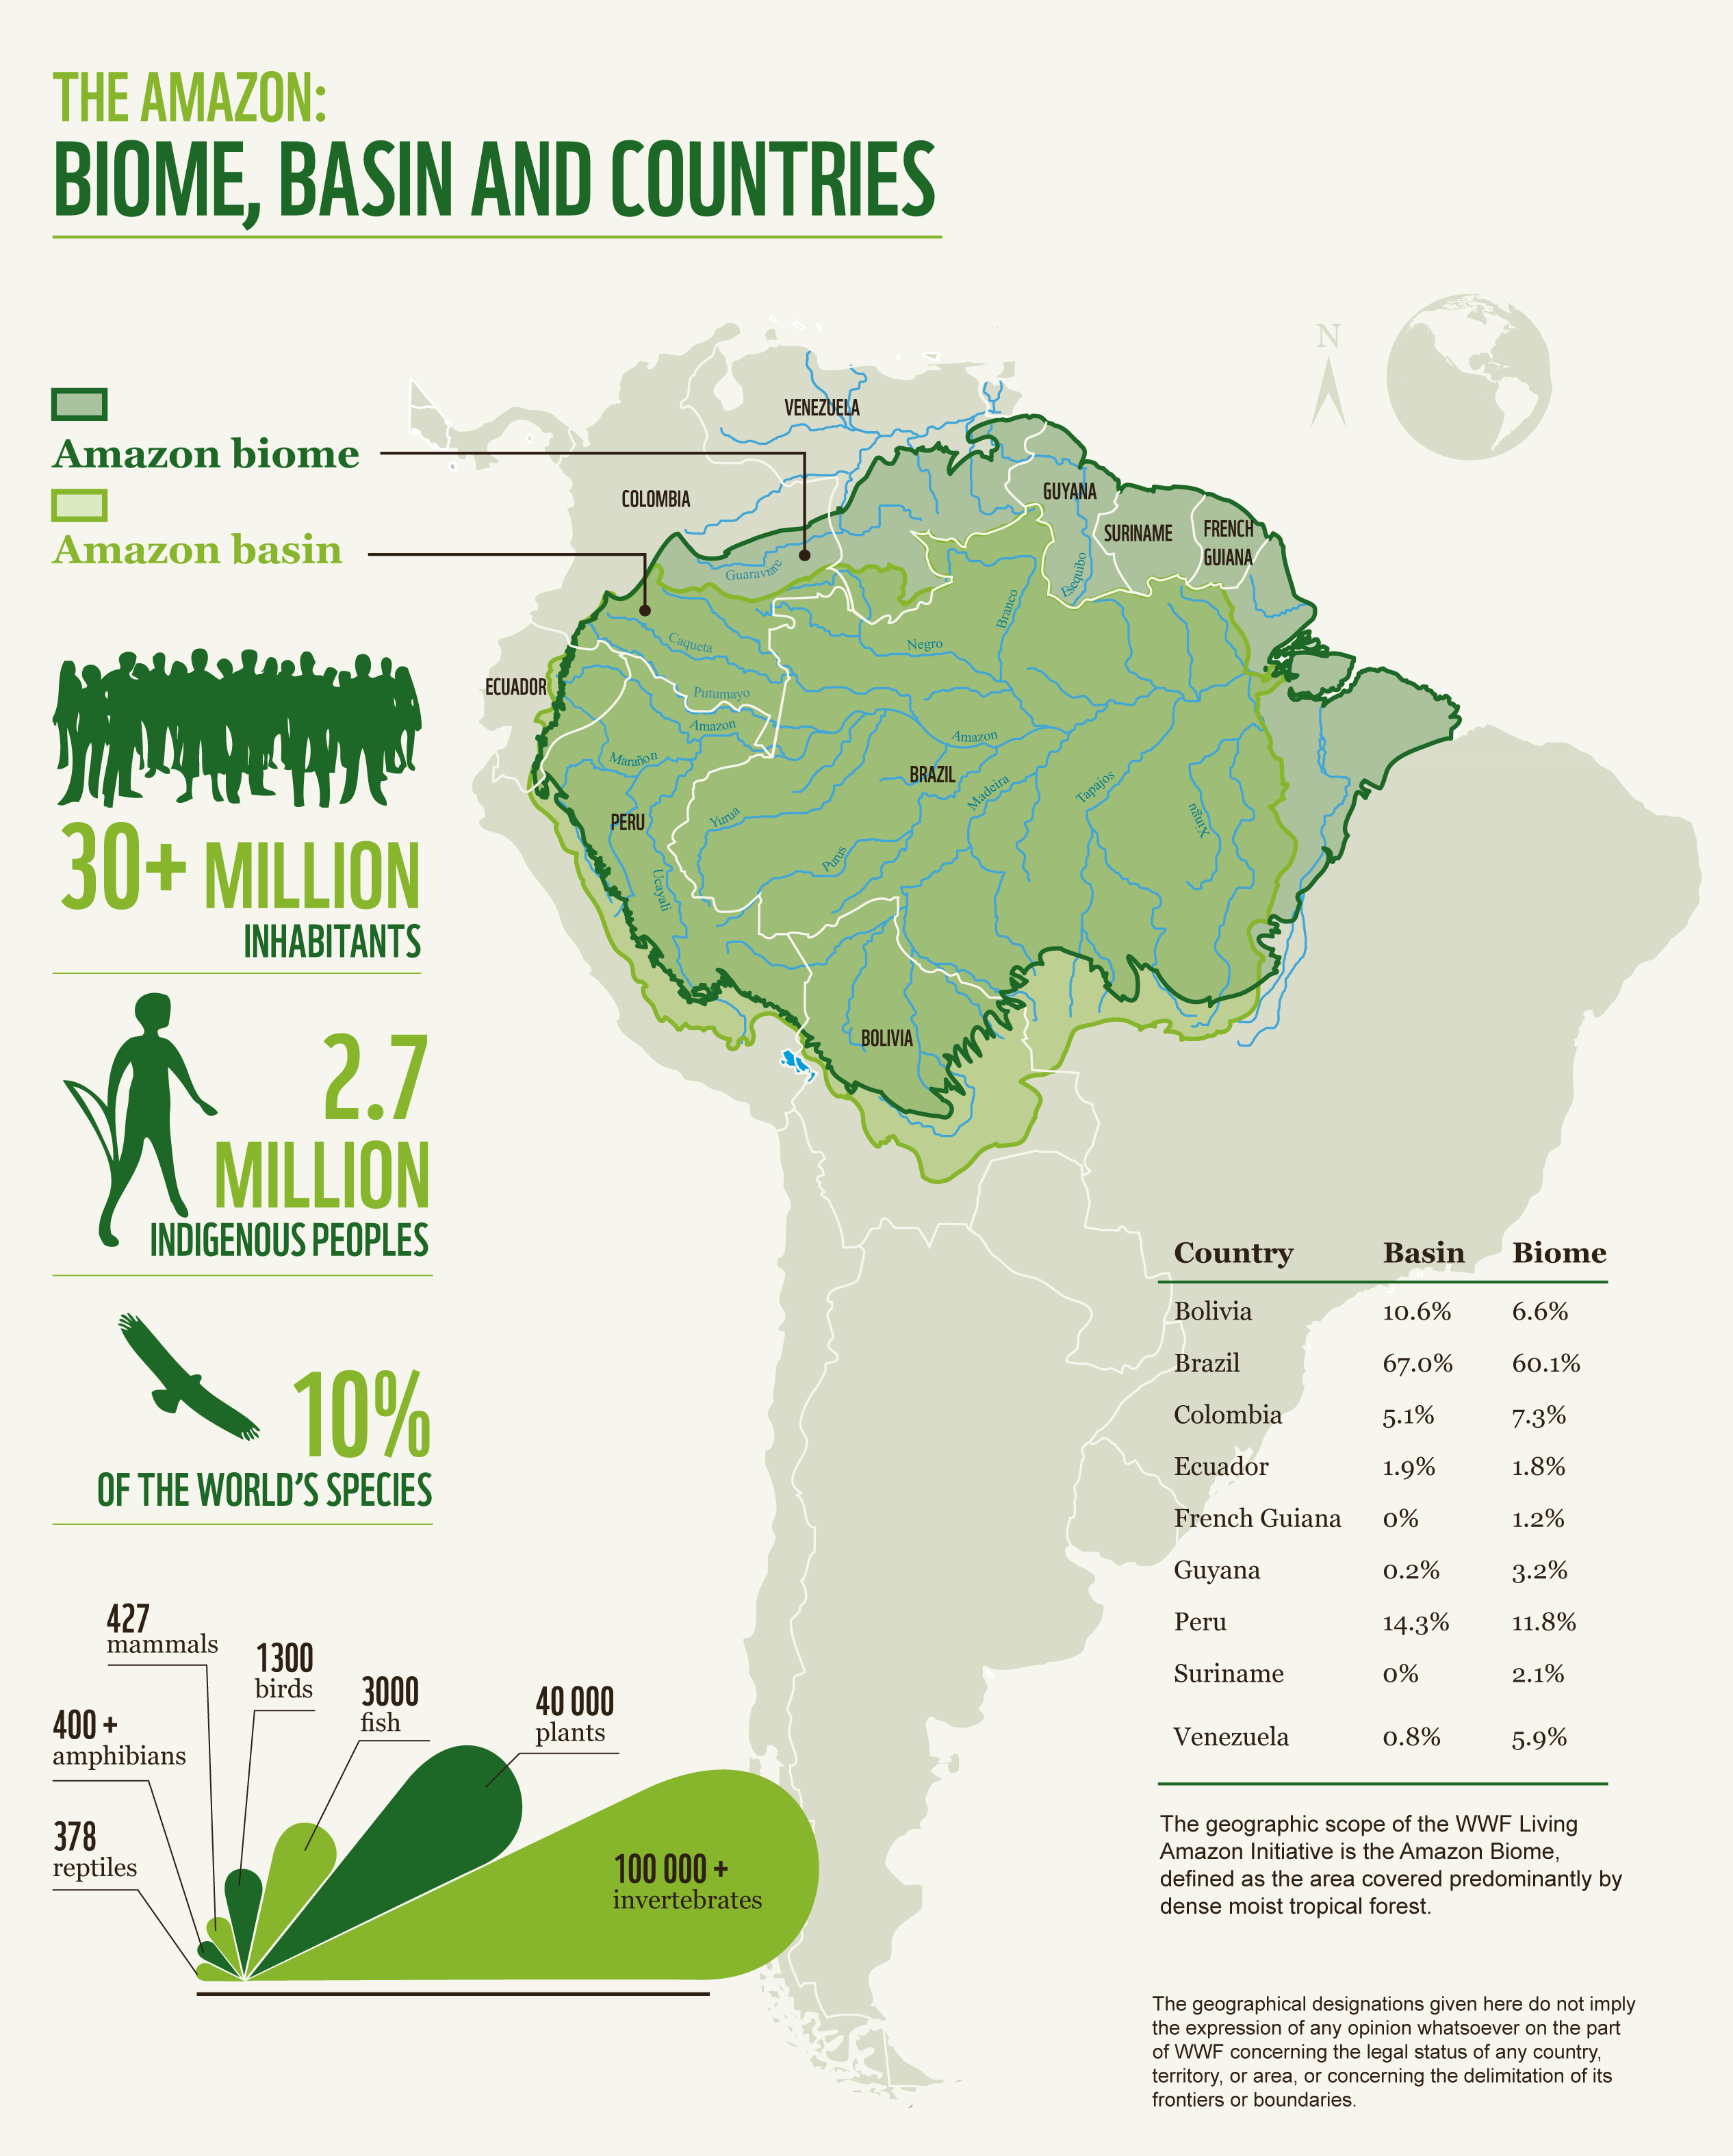 THE AMAZON:
BIOME, BASIN AND COUNTRIES
N
Amazon biome
Amazon basin
VENEZUELA
COLOMBIA
GUYANA
SURINAME
FRENCH
GUIANA
ECUADOR
PERU
BRAZIL
BOLIVIA
Guaraviare
Esequibo
Branco
Negro
Caqueta
Putumayo
Amazon
Amazon
Marañon
Madeira
Tapajos
Xingu
Yurua
Purus
Ucayali
30+ MILLION
INHABITANTS
2.7
MILLION
INDIGENOUS PEOPLES
10%
OF THE WORLD'S SPECIES
427
mammals
1300
birds
3000
fish
40 000
plants
400 +
amphibians
378
reptiles
100 000 +
invertebrates
Country Basin Biome
Bolivia 10.6% 6.6%
Brazil 67.0% 60.1%
Colombia 5.1% 7.3%
Ecuador 1.9% 1.8%
French Guiana 0% 1.2%
Guyana 0.2% 3.2%
Peru 14.3% 11.8%
Suriname 0% 2.1%
Venezuela 0.8% 5.9%
The geographic scope of the WWF Living
Amazon Initiative is the Amazon Biome,
defined as the area covered predominantly by
dense moist tropical forest.
The geographical designations given here do not imply
the expression of any opinion whatsoever on the part
of WWF concerning the legal status of any country,
territory, or area, or concerning the delimitation of its
frontiers or boundaries.